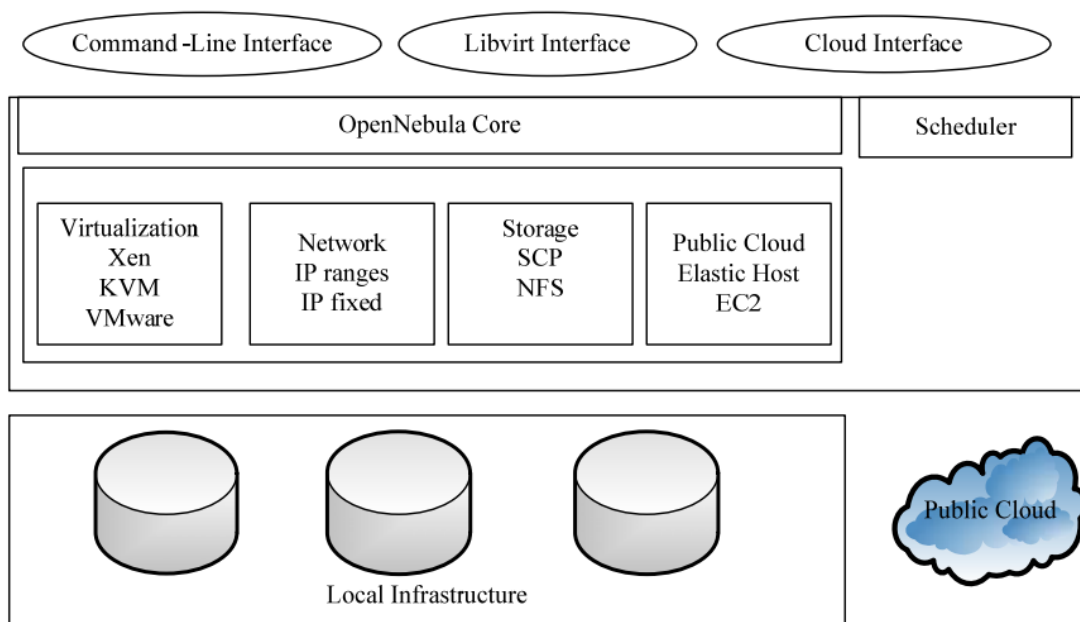 Command-Line Interface
Libvirt Interface
Cloud Interface
OpenNebula Core
Scheduler
Virtualization
Xen
KVM
VMware
Network
IP ranges
IP fixed
Storage
SCP
NFS
Public Cloud
Elastic Host
EC2
Public Cloud
Local Infrastructure